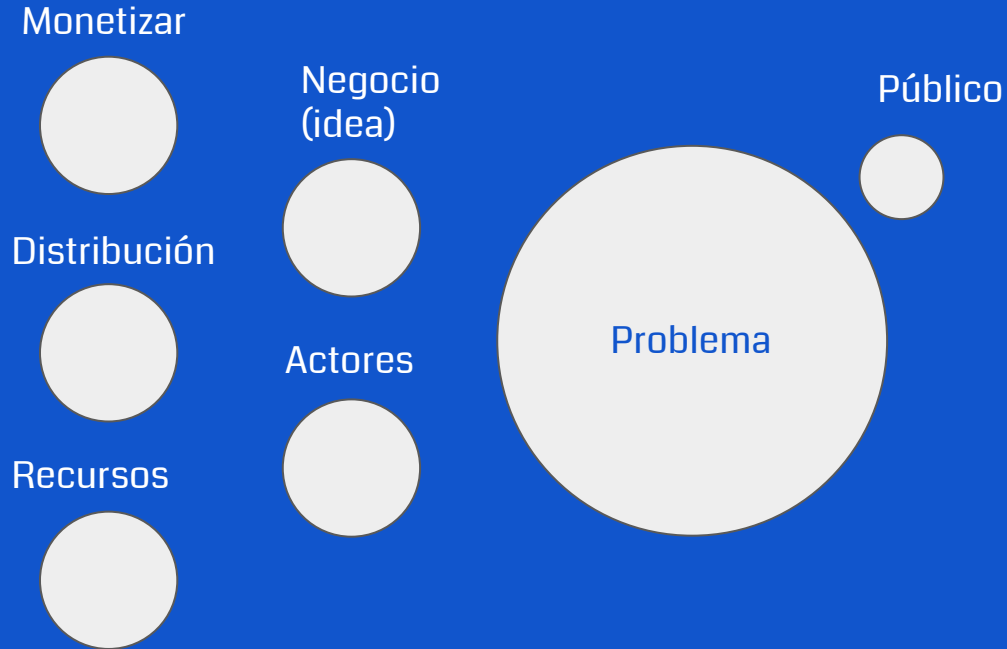 Monetizar
Negocio
(idea)
Público
Distribución
Problema
Actores
Recursos